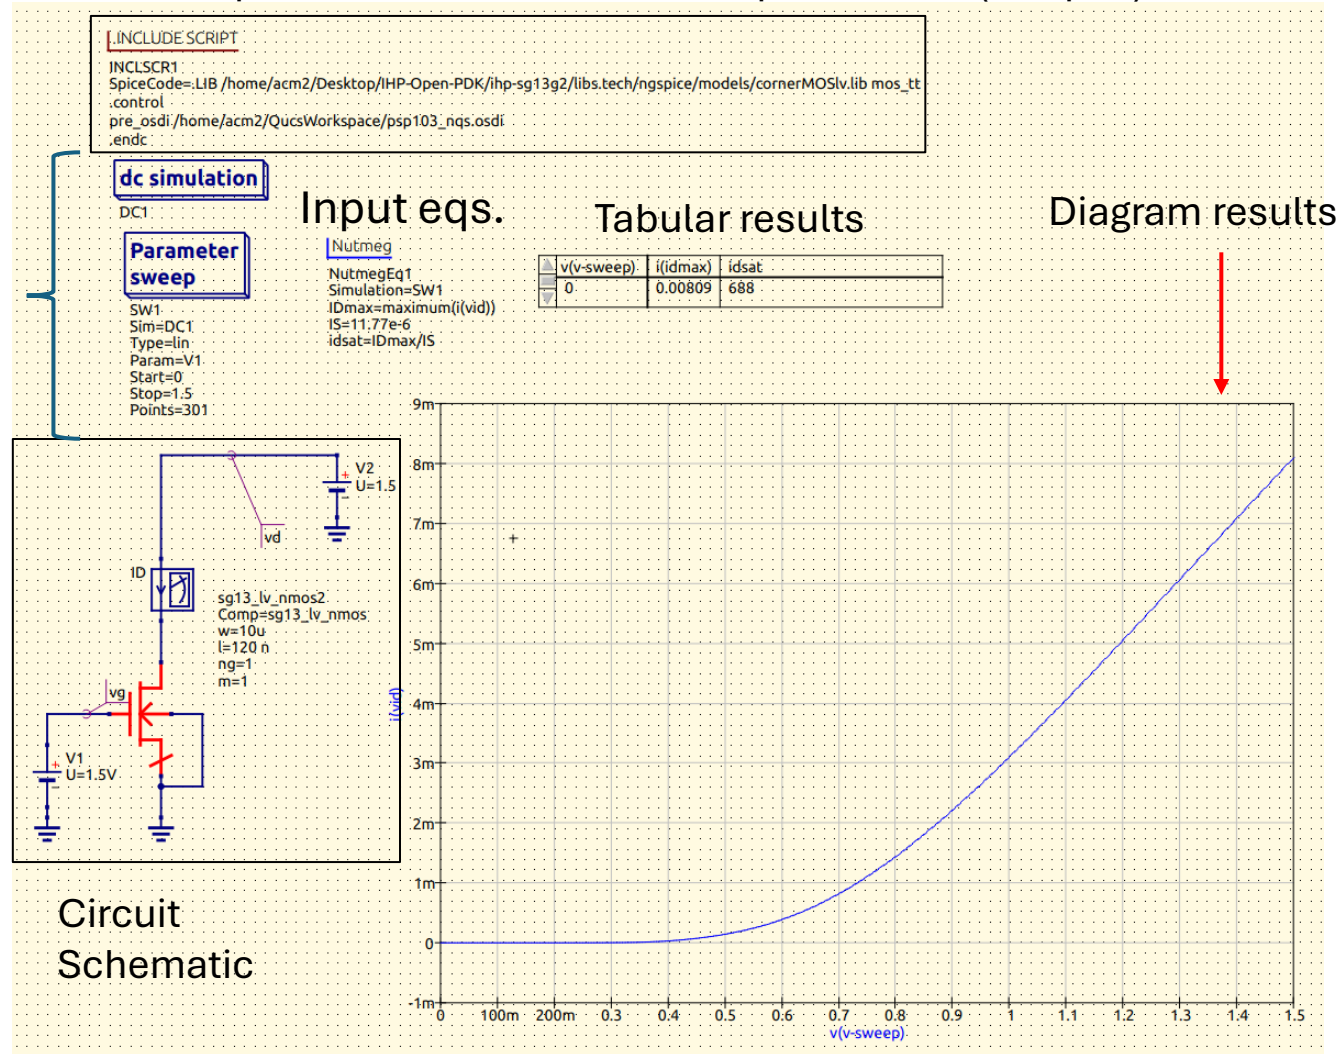 .INCLUDE SCRIPT
INCLSCR1
SpiceCode=.LIB /home/acm2/Desktop/IHP-Open-PDK/ihp-sg13g2/libs.tech/ngspice/models/cornerMOSlv.lib mos_tt
.control
pre_osdi /home/acm2/QucsWorkspace/psp103_nqs.osdi
.endc
dc simulation
DC1
Parameter
sweep
SW1
Sim=DC1
Type=lin
Param=V1
Start=0
Stop=1.5
Points=301
Input eqs.
Nutmeg
NutmegEq1
Simulation=SW1
IDmax=maximum(i(vid))
IS=11.77e-6
idsat=IDmax/IS
Tabular results
v(v-sweep) i(idmax) idsat
0 0.00809 688
Diagram results
V2
U=1.5
vd
ID
sg13_lv_nmos2
Comp=sg13_lv_nmos
w=10u
l=120 n
ng=1
m=1
vg
V1
U=1.5V
Circuit
Schematic
9m
8m
7m
6m
5m
4m
3m
2m
1m
0
-1m
i(vid)
0 100m 200m 0.3 0.4 0.5 0.6 0.7 0.8 0.9 1 1.1 1.2 1.3 1.4 1.5
v(v-sweep)